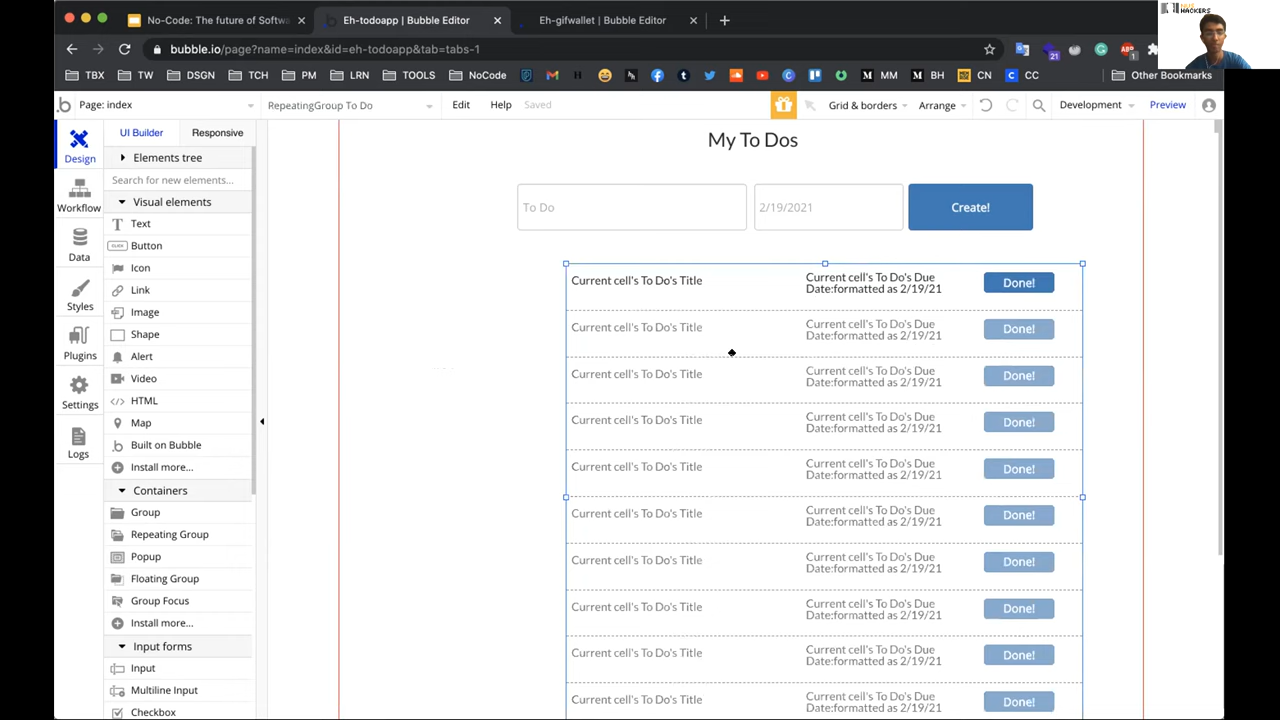 No-Code: The future of Softwa
Eh-todoapp | Bubble Editor
Eh-gifwallet | Bubble Editor
HACKERS
bubble.io/page?name=index&id=eh-todoapp&tab=tabs-1
21
1
TBX
TW
DSGN
TCH
PM
LRN
TOOLS
NoCode
MM
BH
CN
CC
Other Bookmarks
Page: index
RepeatingGroup To Do
Edit
Help
Saved
Grid & borders
Arrange
Development
Preview
Design
Workflow
Data
Styles
Plugins
Settings
Logs
UI Builder
Responsive
Elements tree
Search for new elements...
Visual elements
Text
Button
Icon
Link
Image
Shape
Alert
Video
HTML
Map
Built on Bubble
Install more...
Containers
Group
Repeating Group
Popup
Floating Group
Group Focus
Install more...
Input forms
Input
Multiline Input
Checkbox
My To Dos
To Do
2/19/2021
Create!
Current cell's To Do's Title
Current cell's To Do's Due
Date:formatted as 2/19/21
Done!
Current cell's To Do's Title
Current cell's To Do's Due
Date:formatted as 2/19/21
Done!
Current cell's To Do's Title
Current cell's To Do's Due
Date:formatted as 2/19/21
Done!
Current cell's To Do's Title
Current cell's To Do's Due
Date:formatted as 2/19/21
Done!
Current cell's To Do's Title
Current cell's To Do's Due
Date:formatted as 2/19/21
Done!
Current cell's To Do's Title
Current cell's To Do's Due
Date:formatted as 2/19/21
Done!
Current cell's To Do's Title
Current cell's To Do's Due
Date:formatted as 2/19/21
Done!
Current cell's To Do's Title
Current cell's To Do's Due
Date:formatted as 2/19/21
Done!
Current cell's To Do's Title
Current cell's To Do's Due
Date:formatted as 2/19/21
Done!
Current cell's To Do's Title
Current cell's To Do's Due
Date:formatted as 2/19/21
Done!